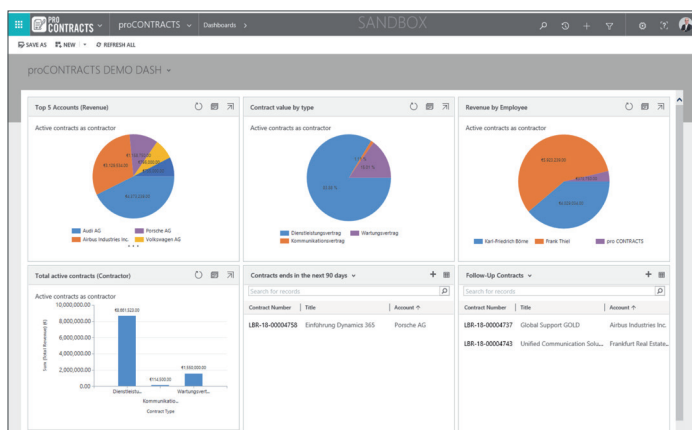 PRO
CONTRACTS
proCONTRACTS
Dashboards
SANDBOX
SAVE AS
NEW
REFRESH ALL
proCONTRACTS DEMO DASH
Top 5 Accounts (Revenue)
Active contracts as contractor
Audi AG
Porsche AG
Airbus Industries Inc.
Volkswagen AG
Contract value by type
Active contracts as contractor
Dienstleistungsvertrag
Wartungsvertrag
Kommunikationsvertrag
Revenue by Employee
Active contracts as contractor
Karl-Friedrich Börne
Frank Thiel
pro CONTRACTS
Total active contracts (Contractor)
Active contracts as contractor
10,000,000.00
8,000,000.00
6,000,000.00
4,000,000.00
2,000,000.00
0.00
Sum (Total Revenue) (€)
Dienstleistu...
Kommunikatio...
Wartungsvert...
Contract Type
Contracts ends in the next 90 days
Search for records
Contract Number Title Account
LBR-18-00004758 Einführung Dynamics 365 Porsche AG
Follow-Up Contracts
Search for records
Contract Number Title Account
LBR-18-00004737 Global Support GOLD Airbus Industries Inc.
LBR-18-00004743 Unified Communication Solu... Frankfurt Real Estate...